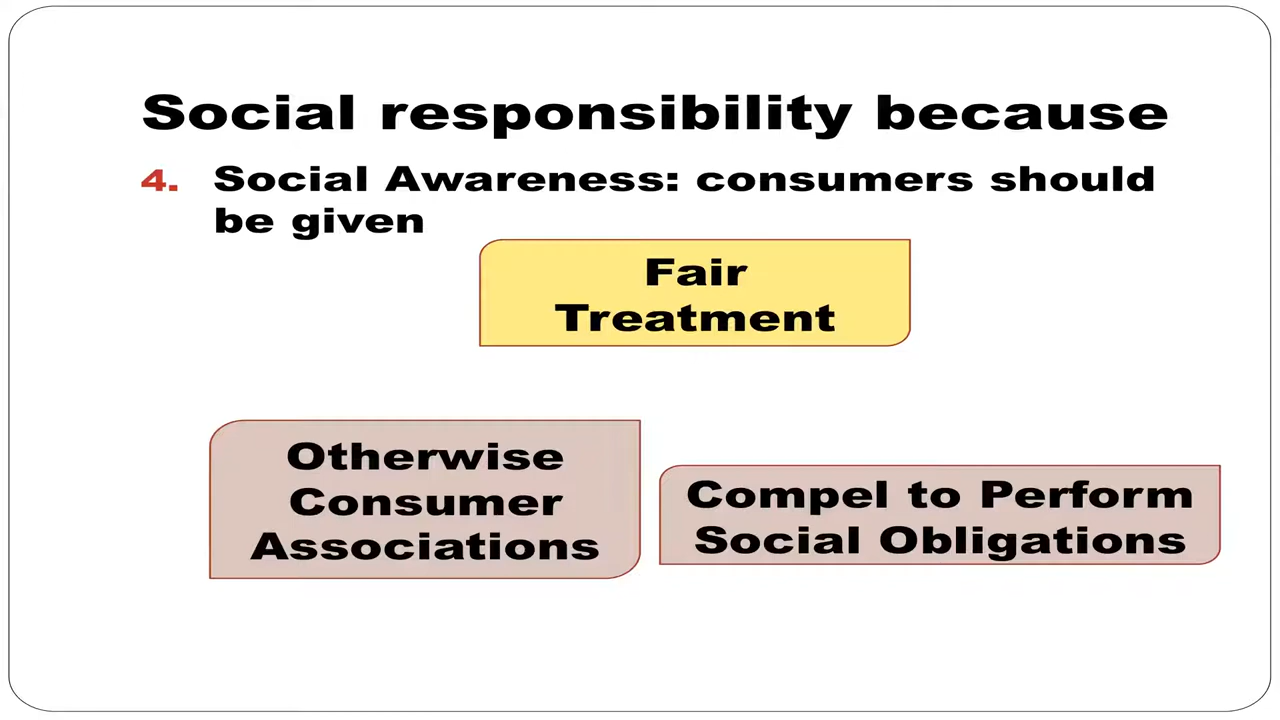 Social responsibility because
4. Social Awareness: consumers should
be given
Fair
Treatment
Otherwise
Consumer
Associations
Compel to Perform
Social Obligations